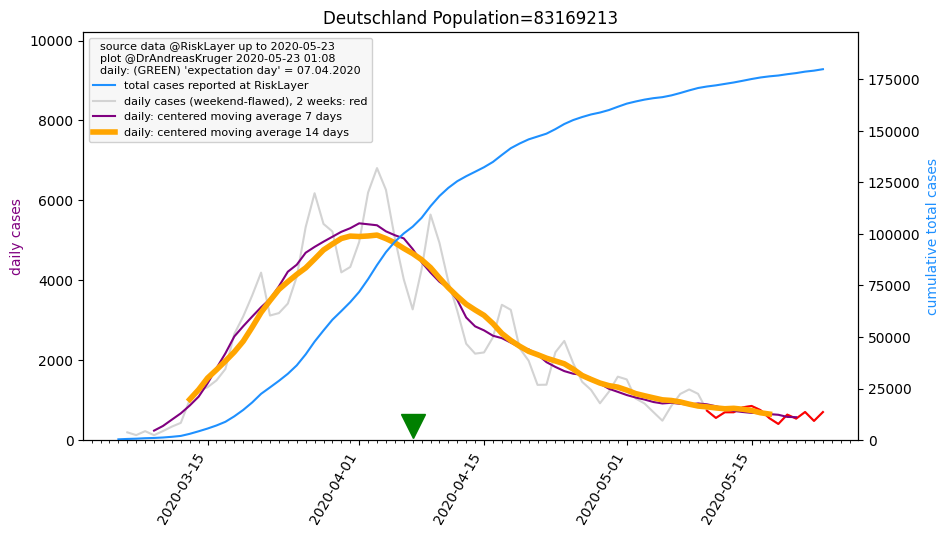 Deutschland Population=83169213
source data @RiskLayer up to 2020-05-23
plot @DrAndreasKruger 2020-05-23 01:08
daily: (GREEN) 'expectation day' = 07.04.2020
total cases reported at RiskLayer
daily cases (weekend-flawed), 2 weeks: red
daily: centered moving average 7 days
daily: centered moving average 14 days
daily cases
10000
8000
6000
4000
2000
0
175000
150000
125000
100000
75000
50000
25000
0
cumulative total cases
2020-03-15
2020-04-01
2020-04-15
2020-05-01
2020-05-15